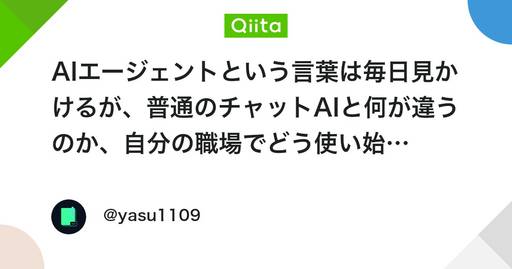 Qiita
AIエージェントという言葉は毎日見か
けるが、普通のチャットAIと何が違う
のか、自分の職場でどう使い始…
@yasu1109